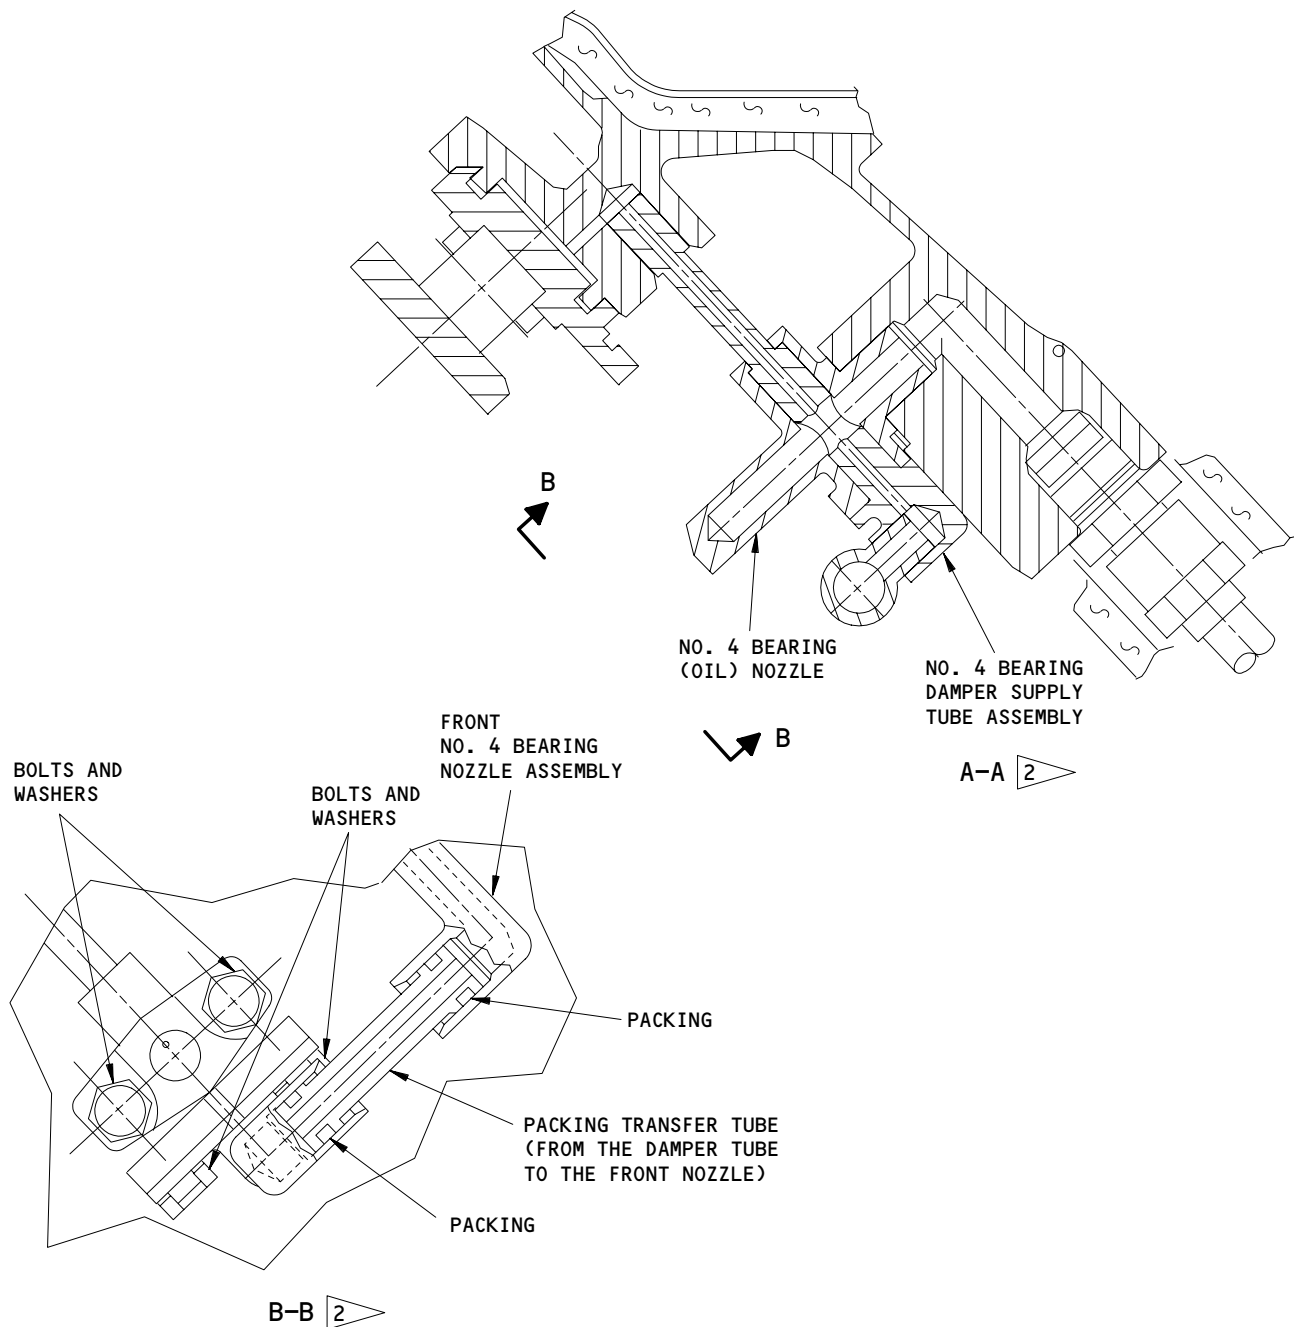 B
NO. 4 BEARING
(OIL) NOZZLE
NO. 4 BEARING
DAMPER SUPPLY
TUBE ASSEMBLY
B
A-A 2
FRONT
NO. 4 BEARING
NOZZLE ASSEMBLY
BOLTS AND
WASHERS
BOLTS AND
WASHERS
PACKING
PACKING TRANSFER TUBE
(FROM THE DAMPER TUBE
TO THE FRONT NOZZLE)
PACKING
B-B 2